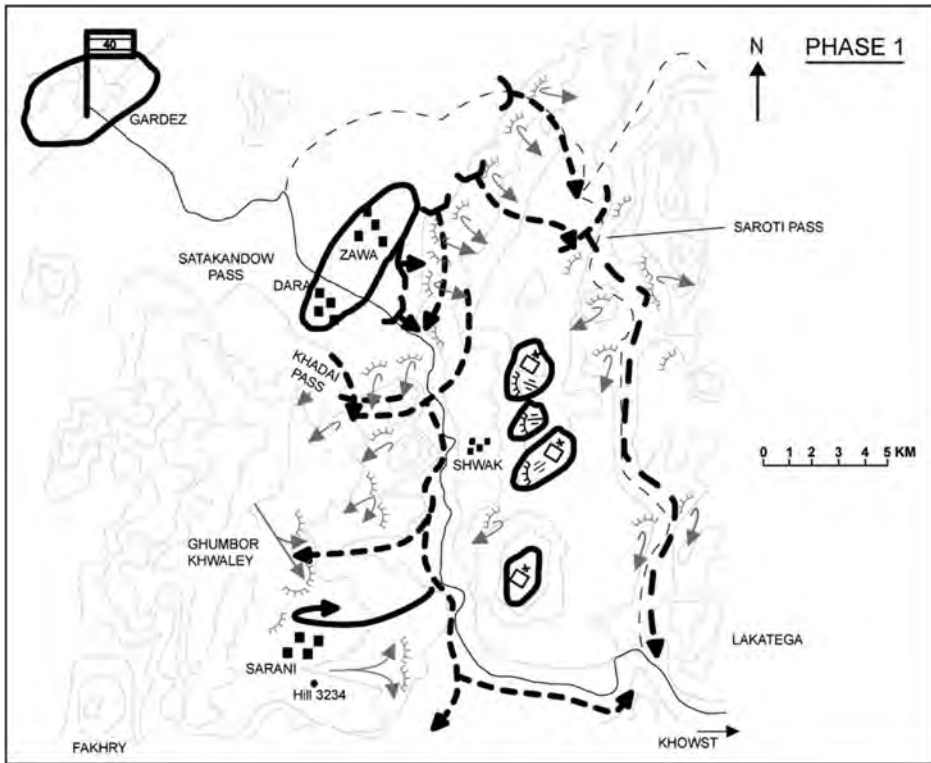 40
N
PHASE 1
GARDEZ
SAROTI PASS
ZAWA
SATAKANDOW
PASS
DARA
KHADAI
PASS
0 1 2 3 4 5 KM
SHWAK
GHUMBOR
KHWALEY
LAKATEGA
SARANI
Hill 3234
FAKHRY
KHOWST